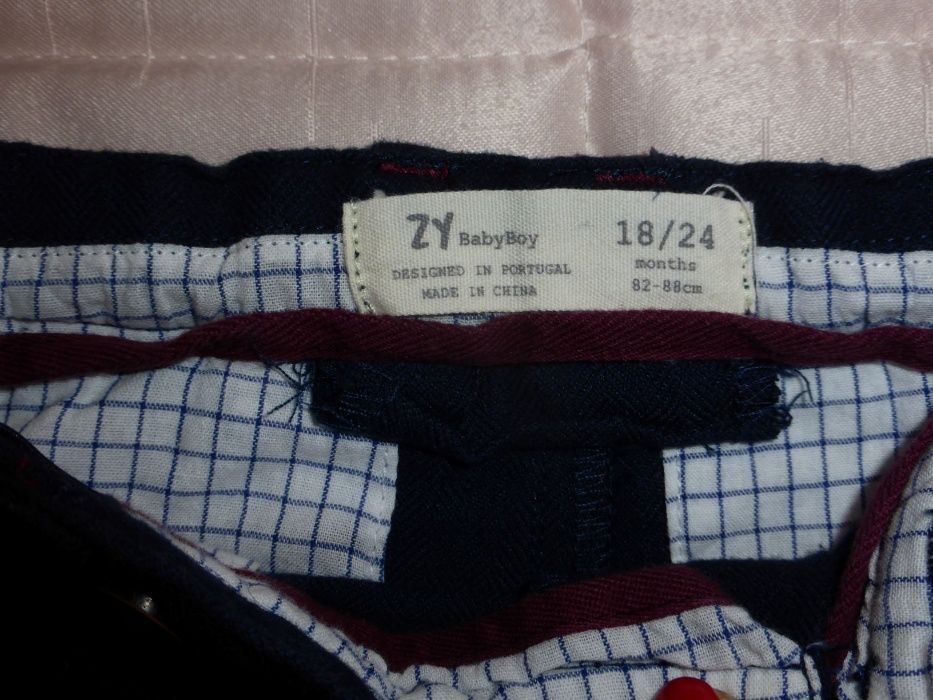 ZY BabyBoy 18/24
DESIGNED IN PORTUGAL months
MADE IN CHINA 82-88cm